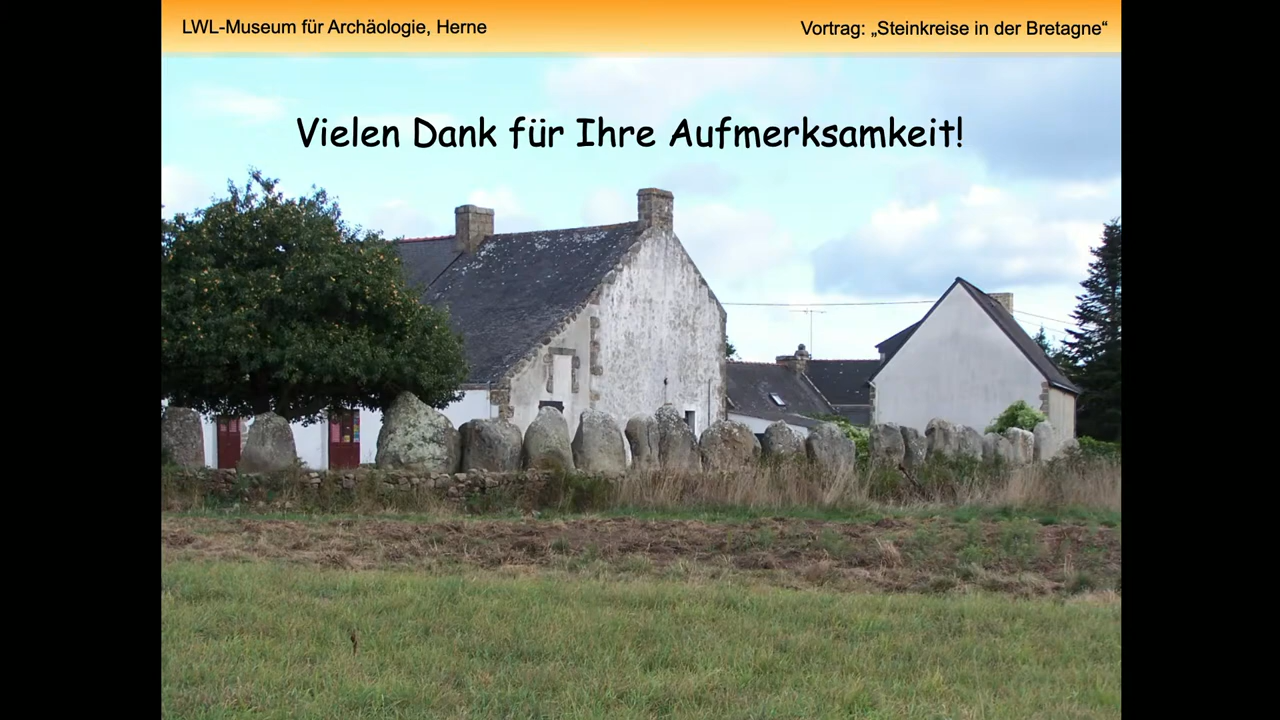 LWL-Museum für Archäologie, Herne
Vortrag: „Steinkreise in der Bretagne“
Vielen Dank für Ihre Aufmerksamkeit!